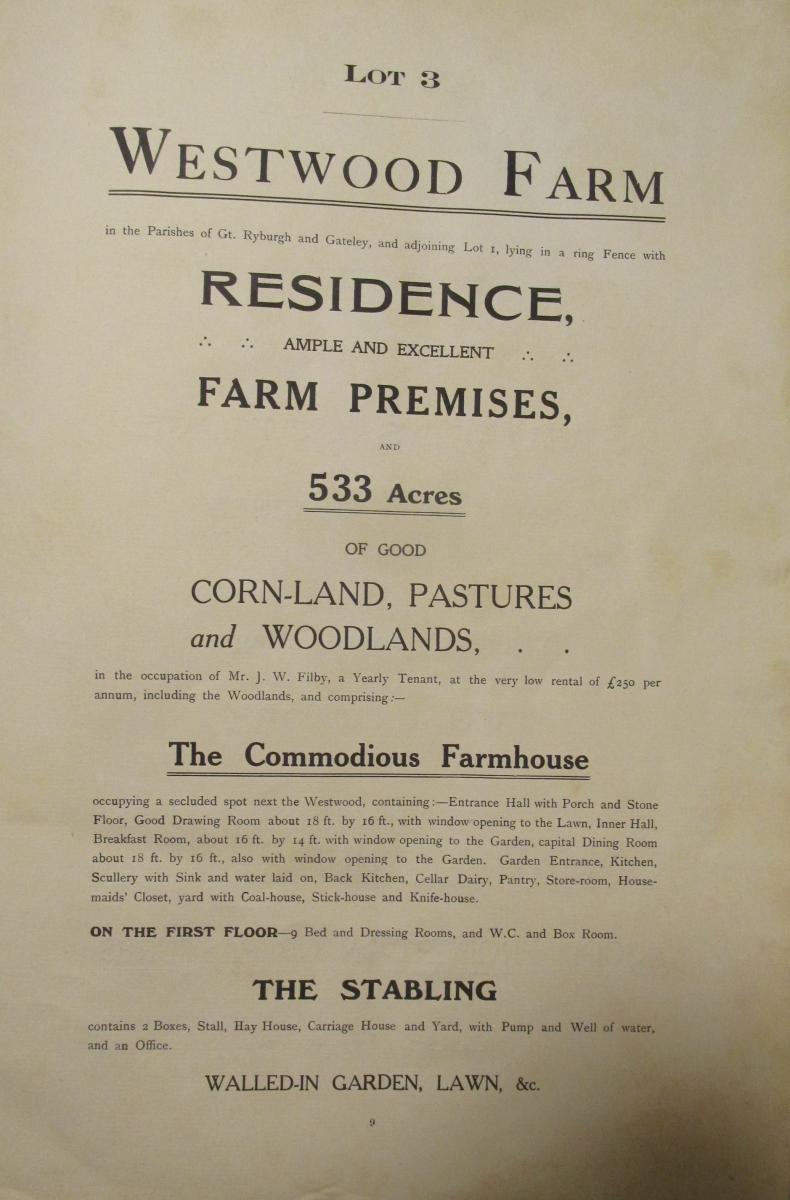 LOT 3
WESTWOOD FARM
in the Parishes of Gt. Ryburgh and Gateley, and adjoining Lot 1, lying in a ring Fence with
RESIDENCE,
∴ ∴ AMPLE AND EXCELLENT ∴ ∴
FARM PREMISES,
AND
533 Acres
OF GOOD
CORN-LAND, PASTURES
and WOODLANDS, . .
in the occupation of Mr. J. W. Filby, a Yearly Tenant, at the very low rental of £250 per
annum, including the Woodlands, and comprising:—
The Commodious Farmhouse
occupying a secluded spot next the Westwood, containing:—Entrance Hall with Porch and Stone
Floor, Good Drawing Room about 18 ft. by 16 ft., with window opening to the Lawn, Inner Hall,
Breakfast Room, about 16 ft. by 14 ft. with window opening to the Garden, capital Dining Room
about 18 ft. by 16 ft., also with window opening to the Garden. Garden Entrance, Kitchen,
Scullery with Sink and water laid on, Back Kitchen, Cellar Dairy, Pantry, Store-room, House-
maids' Closet, yard with Coal-house, Stick-house and Knife-house.
ON THE FIRST FLOOR—9 Bed and Dressing Rooms, and W.C. and Box Room.
THE STABLING
contains 2 Boxes, Stall, Hay House, Carriage House and Yard, with Pump and Well of water,
and an Office.
WALLED-IN GARDEN, LAWN, &c.
9